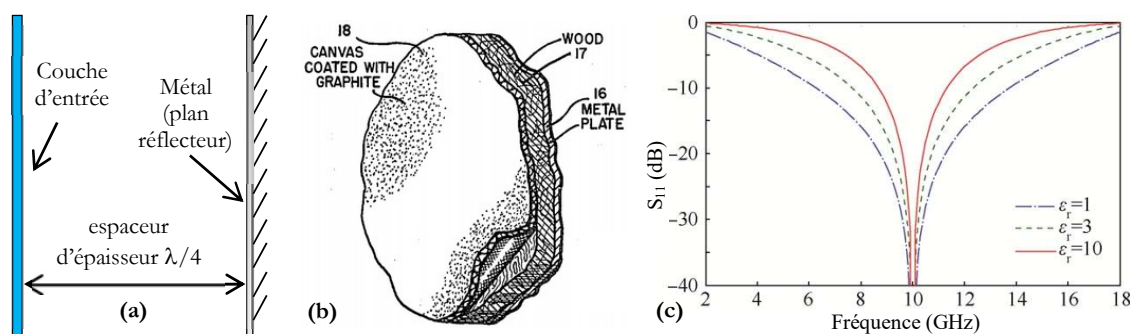 Couche
d'entrée
Métal
(plan
réflecteur)
espaceur
d'épaisseur λ/4
(a)
18
CANVAS
COATED WITH
GRAPHITE
WOOD
17
16
METAL
PLATE
(b)
S₁₁ (dB)
0
-10
-20
-30
-40
εᵣ=1
εᵣ=3
εᵣ=10
2 4 6 8 10 12 14 16 18
Fréquence (GHz)
(c)